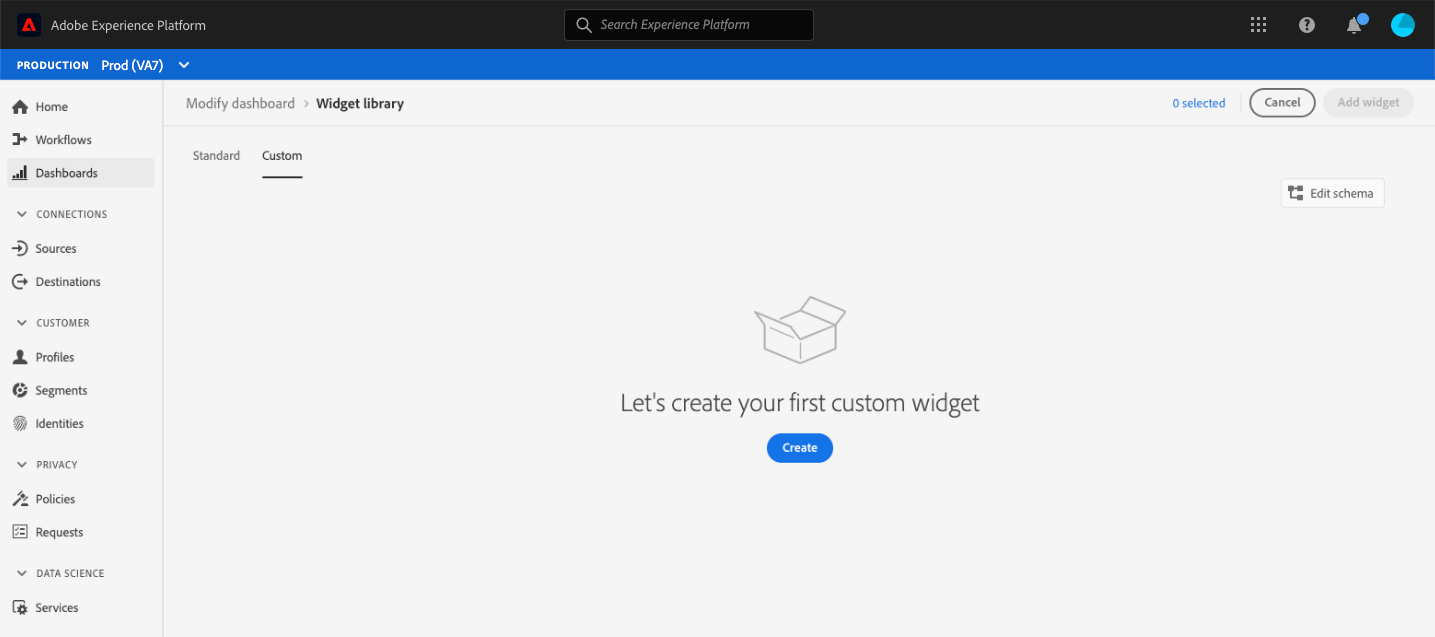 Adobe Experience Platform
Search Experience Platform
PRODUCTION Prod (VA7)
Home
Workflows
Dashboards
CONNECTIONS
Sources
Destinations
CUSTOMER
Profiles
Segments
Identities
PRIVACY
Policies
Requests
DATA SCIENCE
Services
Modify dashboard › Widget library
0 selected
Cancel
Add widget
Standard
Custom
Edit schema
Let's create your first custom widget
Create